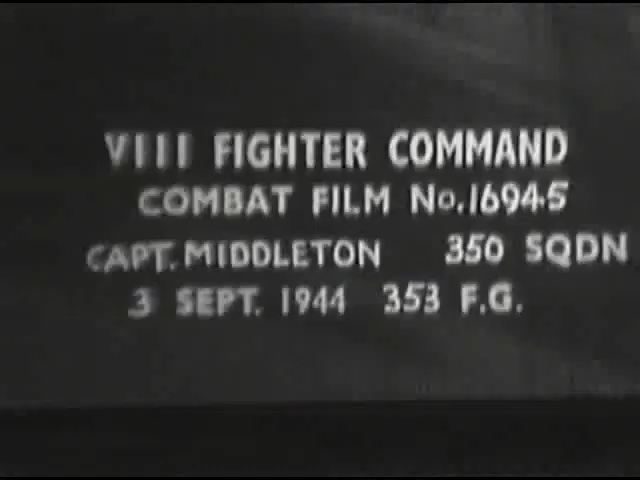 VIII FIGHTER COMMAND
COMBAT FILM No.16945
CAPT. MIDDLETON 350 SQDN
3 SEPT. 1944 353 F.G.